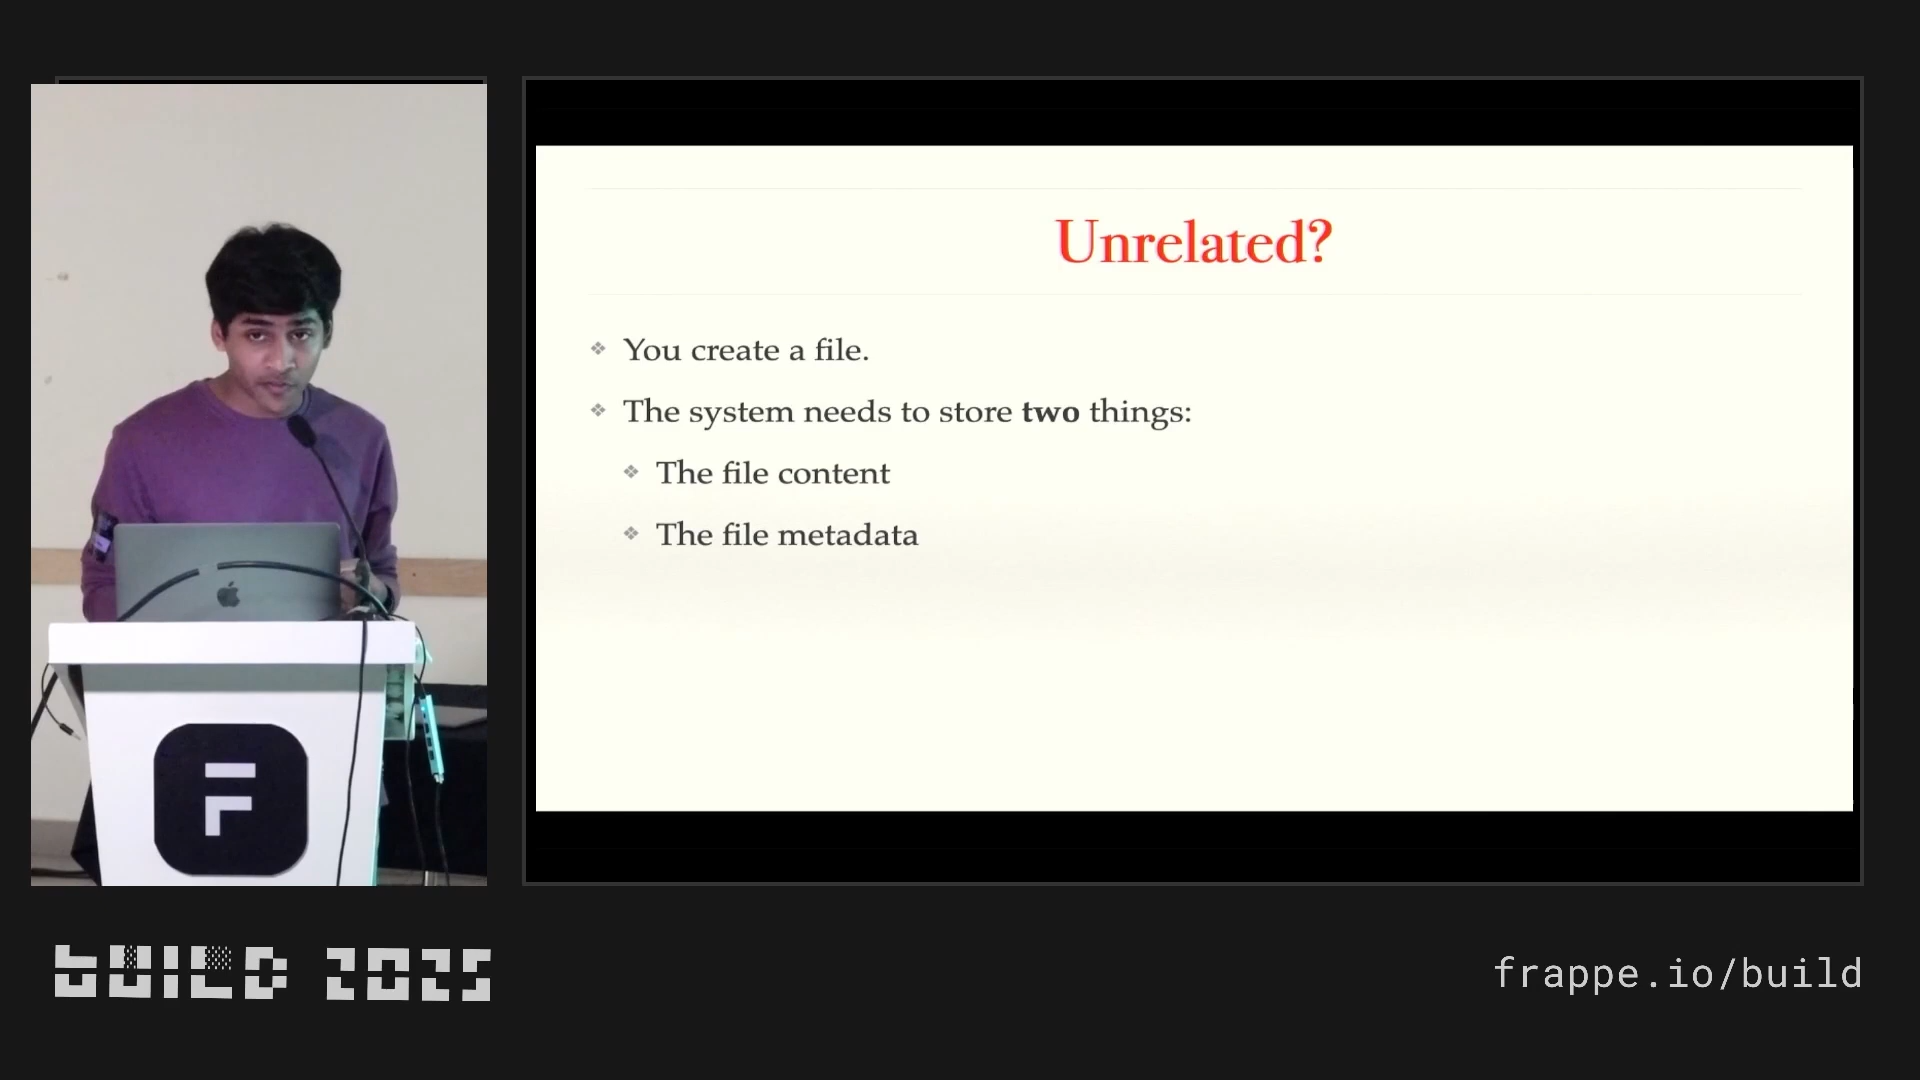 Unrelated?
❖ You create a file.
❖ The system needs to store two things:
❖ The file content
❖ The file metadata
F
BUILD 2025
frappe.io/build